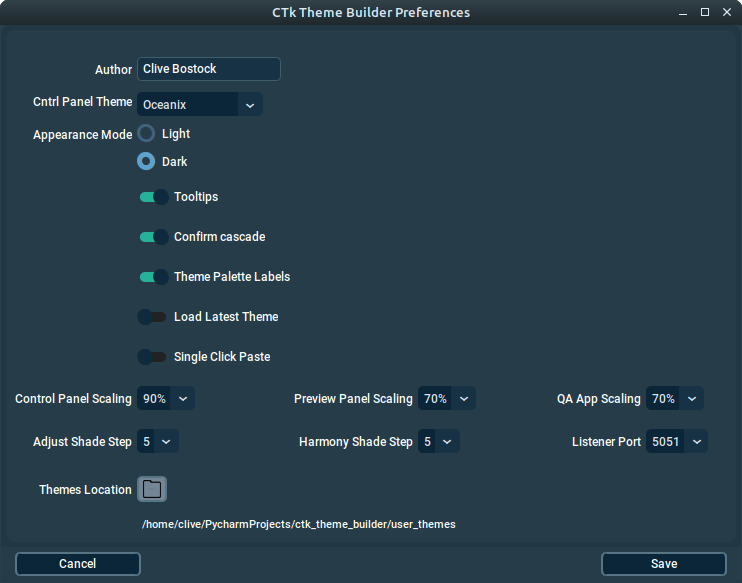 CTk Theme Builder Preferences
Author Clive Bostock
Cntrl Panel Theme Oceanix
Appearance Mode Light
Dark
Tooltips
Confirm cascade
Theme Palette Labels
Load Latest Theme
Single Click Paste
Control Panel Scaling 90% Preview Panel Scaling 70% QA App Scaling 70%
Adjust Shade Step 5 Harmony Shade Step 5 Listener Port 5051
Themes Location
/home/clive/PycharmProjects/ctk_theme_builder/user_themes
Cancel Save